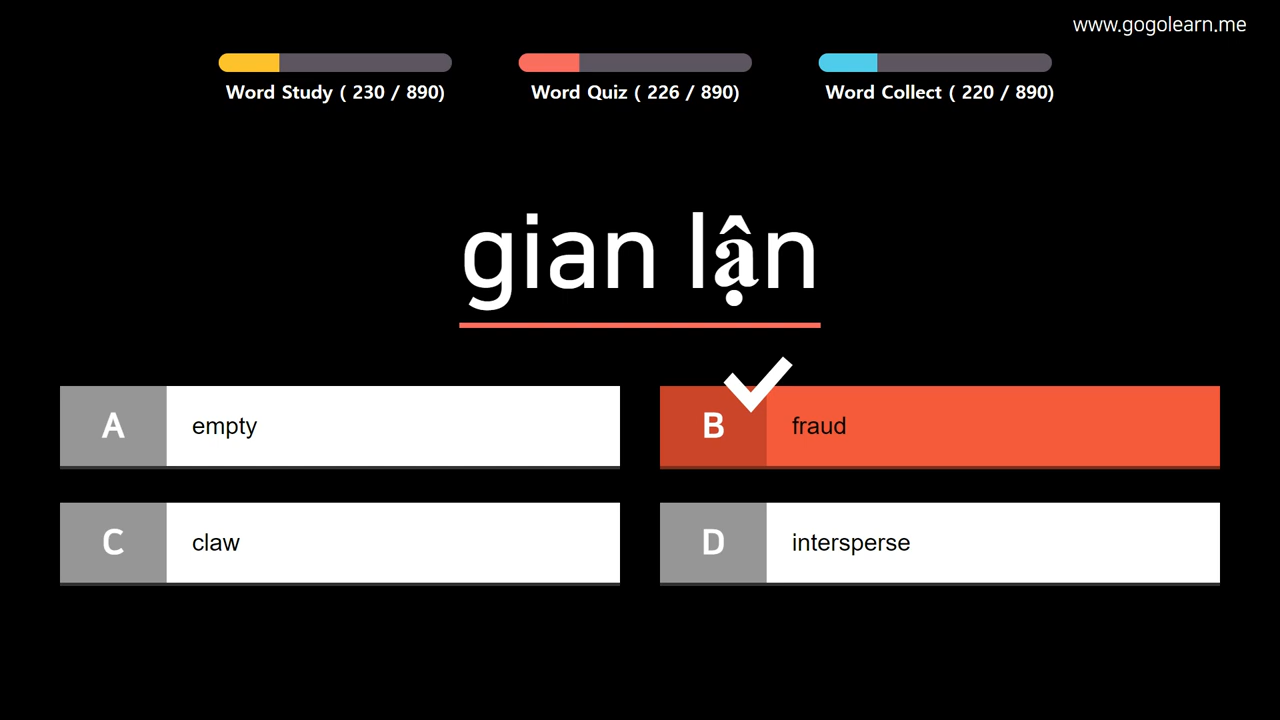 www.gogolearn.me
Word Study ( 230 / 890)
Word Quiz ( 226 / 890)
Word Collect ( 220 / 890)
gian lận
A empty
B fraud
C claw
D intersperse